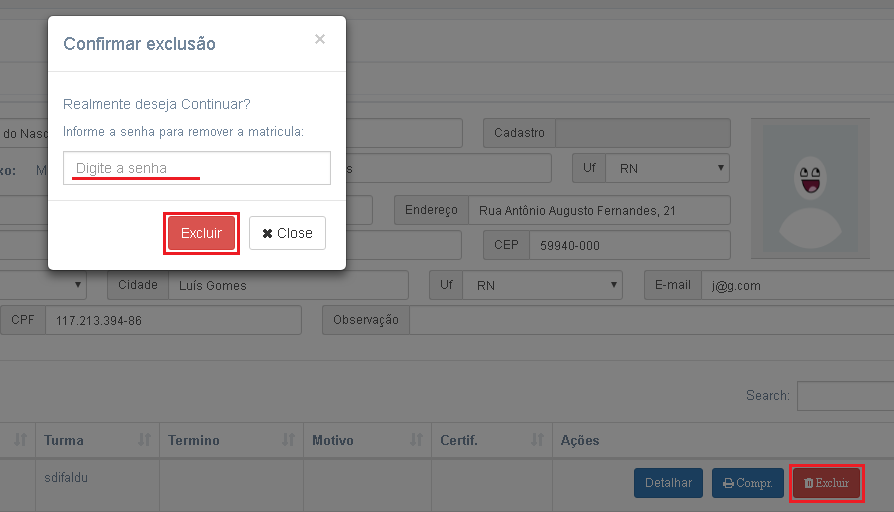 Confirmar exclusão ×
Realmente deseja Continuar?
Informe a senha para remover a matricula:
Digite a senha
Excluir ✖ Close
do Nasc Cadastro
xo: M s Uf RN
Endereço Rua Antônio Augusto Fernandes, 21
CEP 59940-000
Cidade Luís Gomes Uf RN E-mail j@g.com
CPF 117.213.394-86 Observação
Search:
Turma Termino Motivo Certif. Ações
sdifaldu Detalhar Compr. Excluir